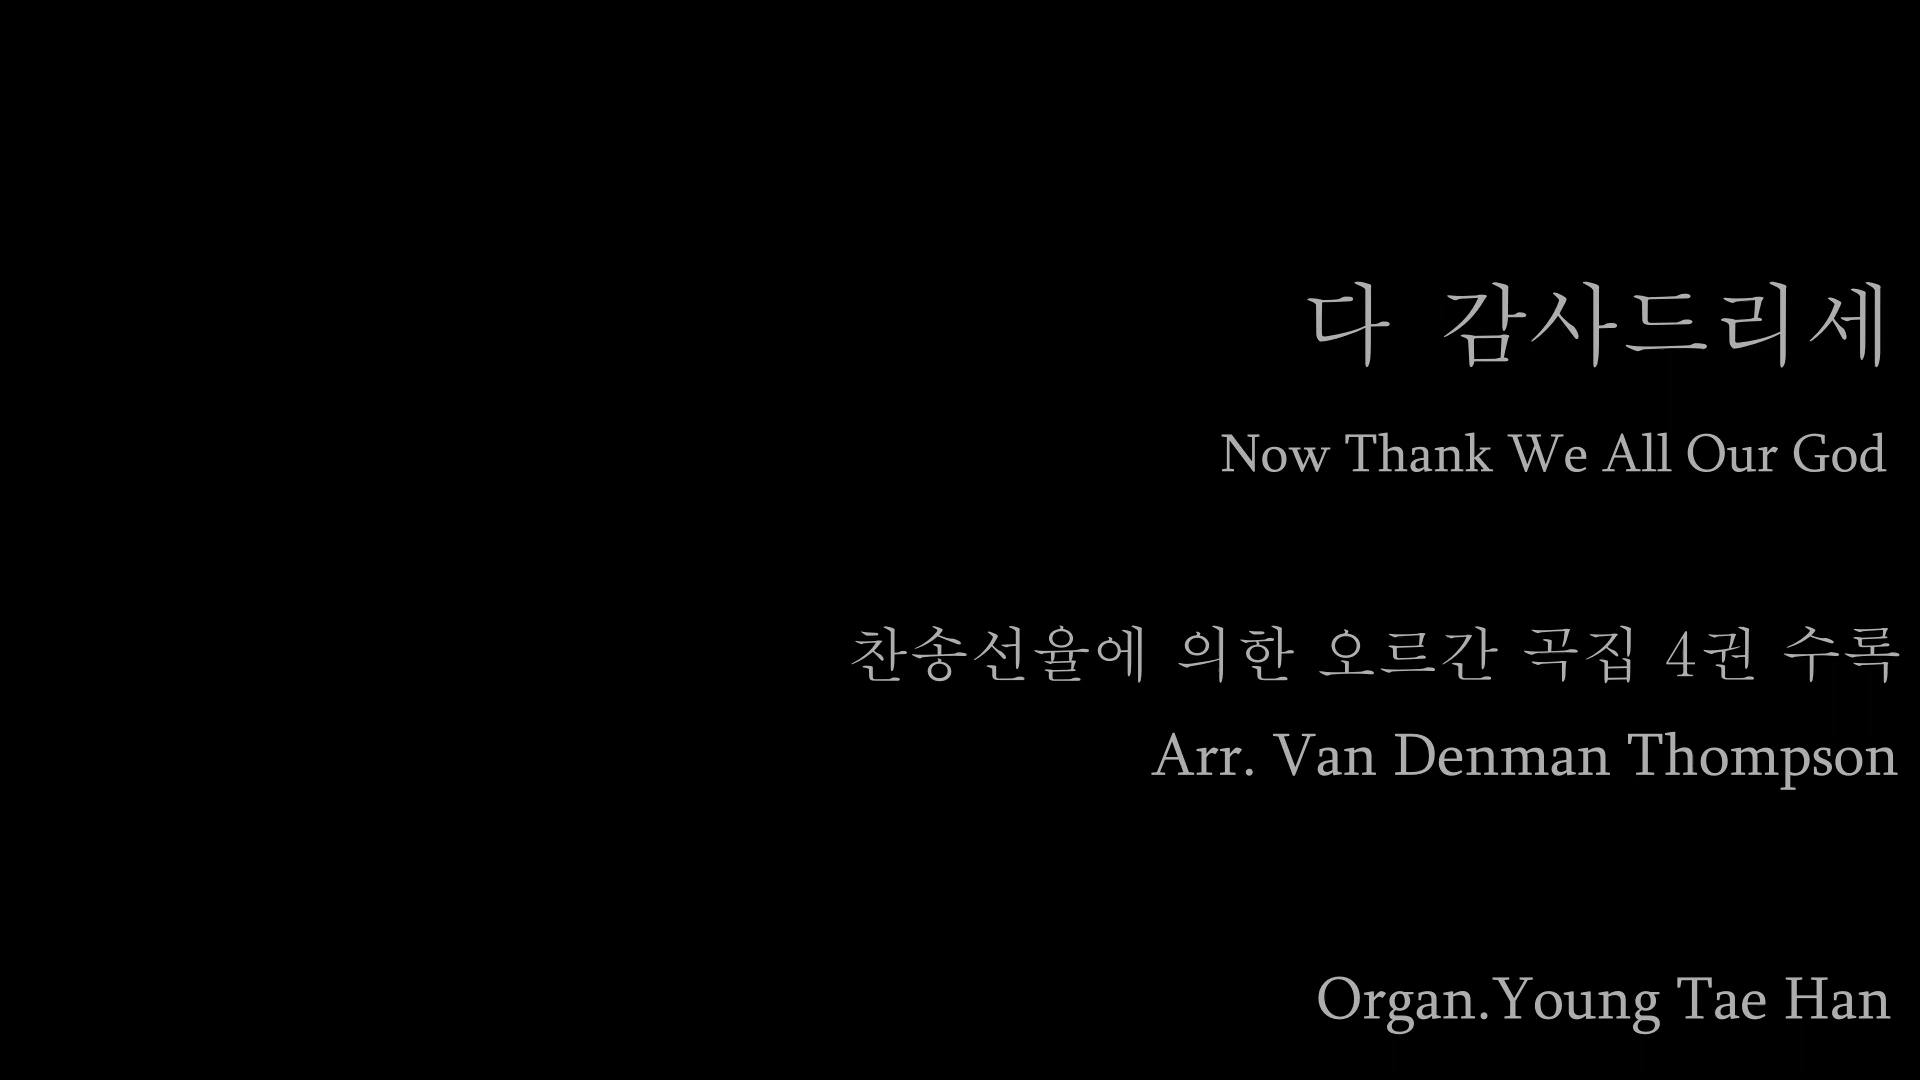 다 감사드리세
Now Thank We All Our God
찬송선율에 의한 오르간 곡집 4권 수록
Arr. Van Denman Thompson
Organ.Young Tae Han